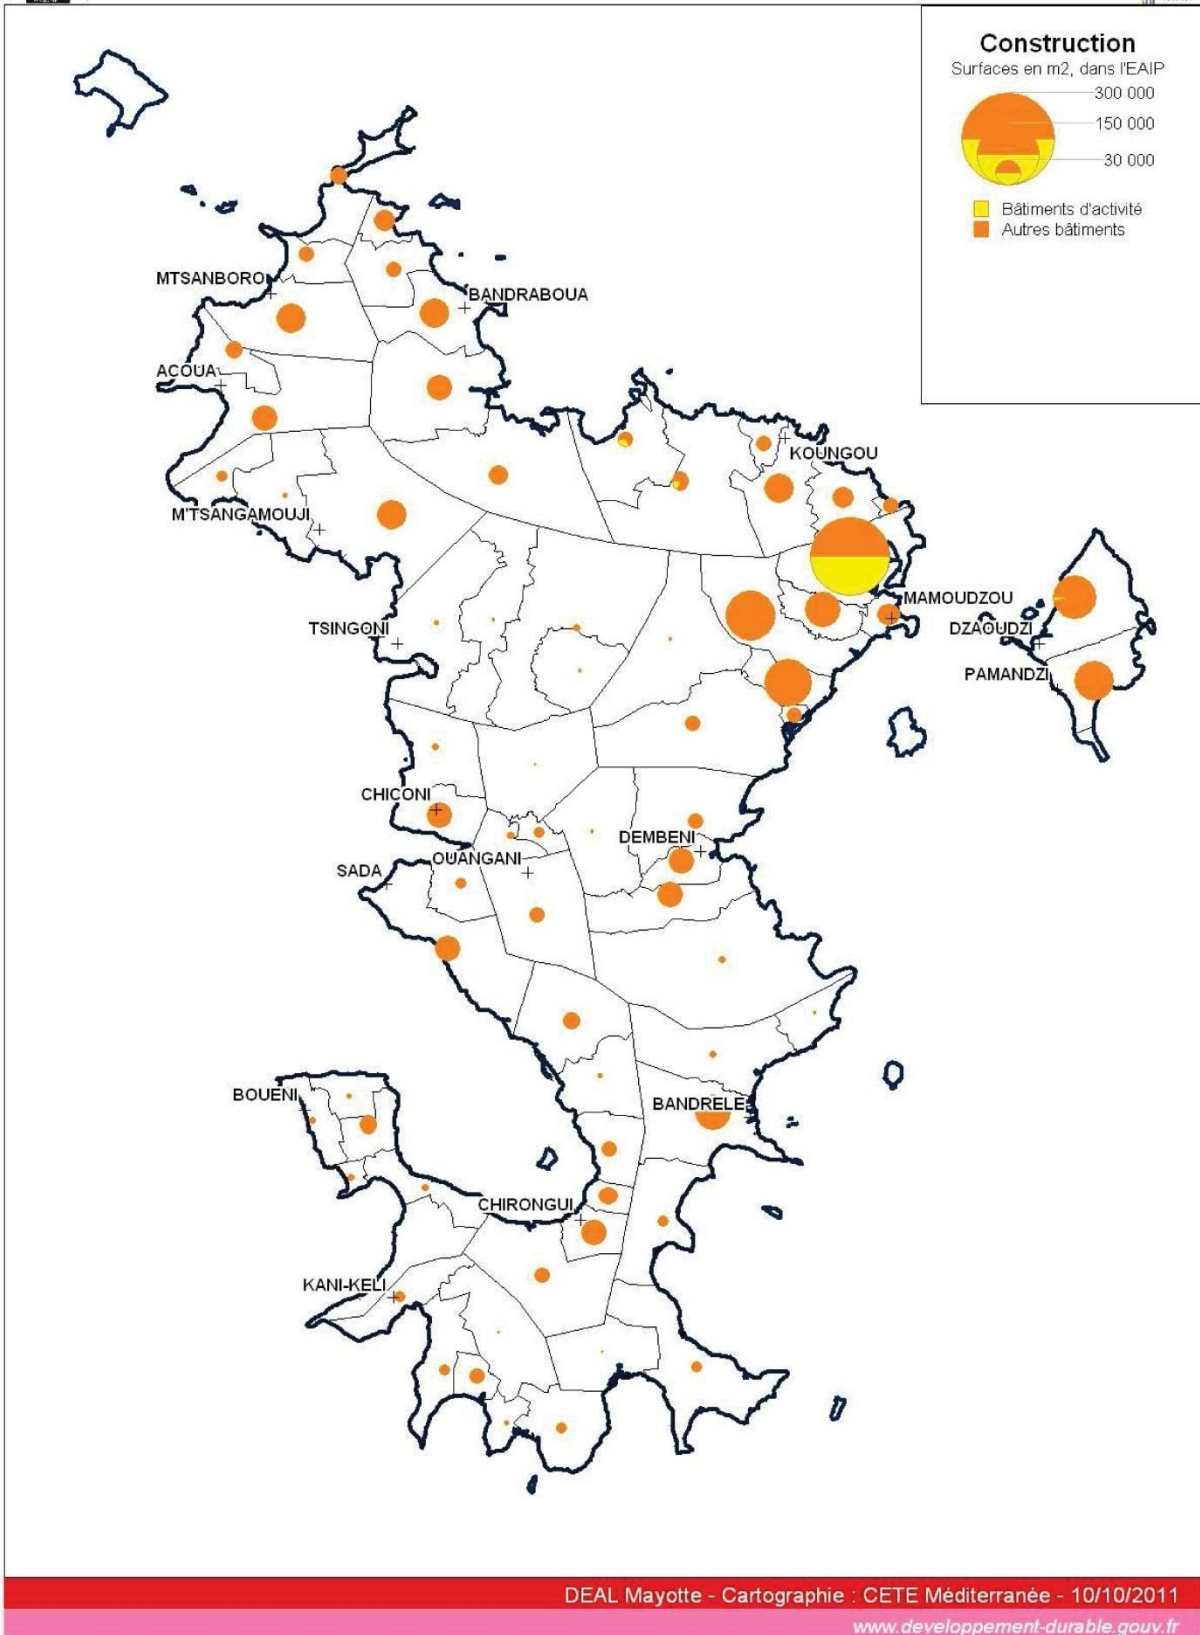 Construction
Surfaces en m2, dans l'EAIP
300 000
150 000
30 000
Bâtiments d'activité
Autres bâtiments
MTSANBORO
BANDRABOUA
ACOUA
KOUNGOU
M'TSANGAMOUJI
MAMOUDZOU
TSINGONI
DZAOUDZI
PAMANDZI
CHICONI
DEMBENI
OUANGANI
SADA
BOUENI
BANDRELE
CHIRONGUI
KANI-KELI
DEAL Mayotte - Cartographie : CETE Méditerranée - 10/10/2011
www.developpement-durable.gouv.fr